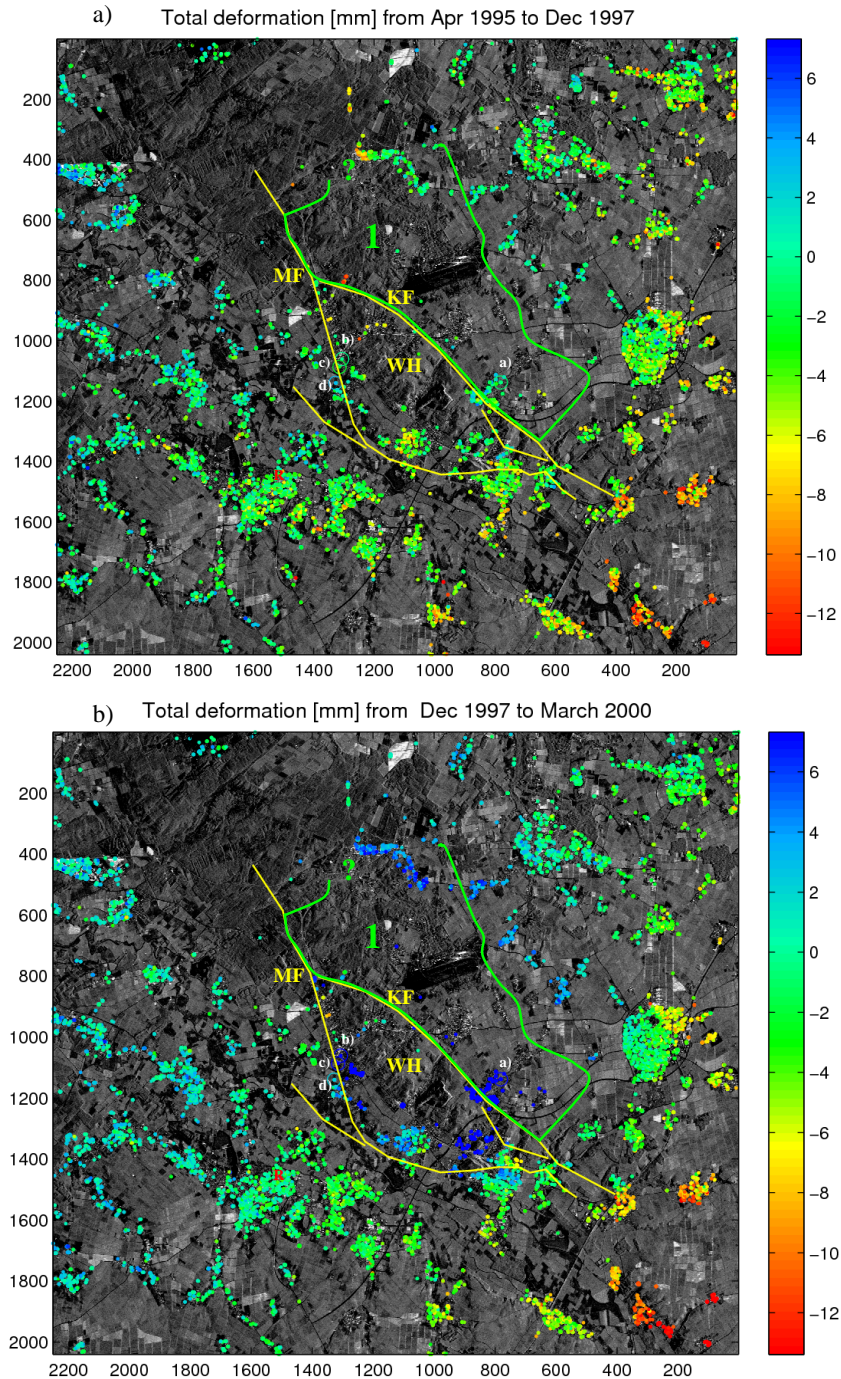 a) Total deformation [mm] from Apr 1995 to Dec 1997
200
400
600
800
1000
1200
1400
1600
1800
2000
2200 2000 1800 1600 1400 1200 1000 800 600 400 200
6
4
2
0
−2
−4
−6
−8
−10
−12
?
1
MF
KF
b)
c)
WH
a)
d)
R
b) Total deformation [mm] from Dec 1997 to March 2000
200
400
600
800
1000
1200
1400
1600
1800
2000
2200 2000 1800 1600 1400 1200 1000 800 600 400 200
6
4
2
0
−2
−4
−6
−8
−10
−12
?
1
MF
KF
b)
c)
WH
a)
d)
R